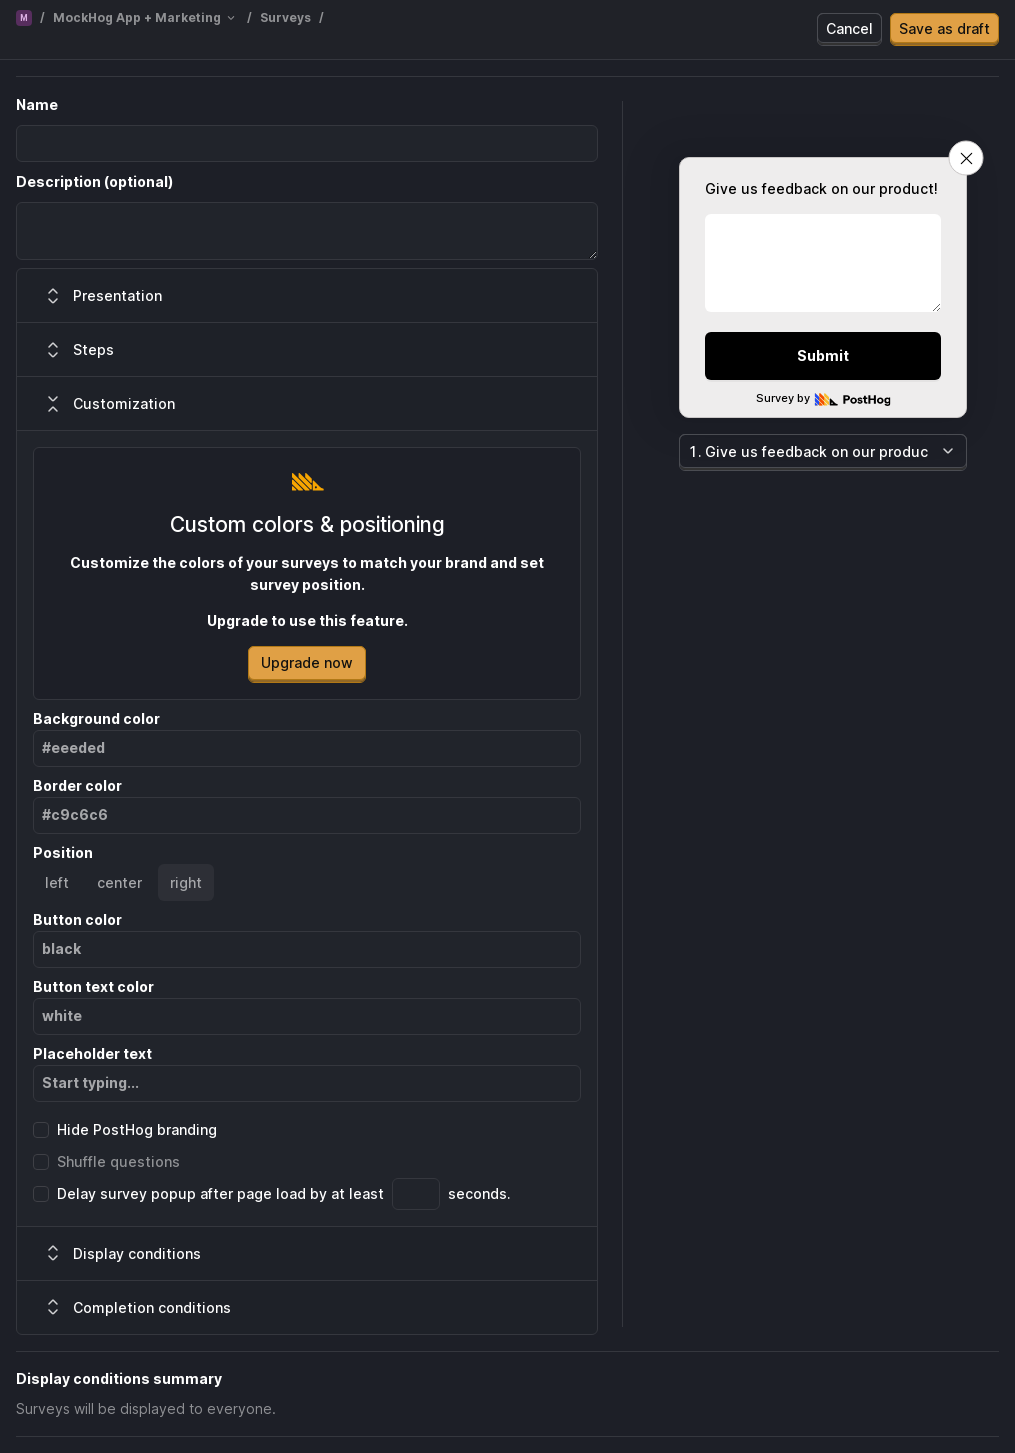 M / MockHog App + Marketing / Surveys /
Cancel
Save as draft
Name
Description (optional)
Presentation
Steps
Customization
Custom colors & positioning
Customize the colors of your surveys to match your brand and set
survey position.
Upgrade to use this feature.
Upgrade now
Background color
#eeeded
Border color
#c9c6c6
Position
left center right
Button color
black
Button text color
white
Placeholder text
Start typing...
Hide PostHog branding
Shuffle questions
Delay survey popup after page load by at least seconds.
Display conditions
Completion conditions
Give us feedback on our product!
Submit
Survey by PostHog
1. Give us feedback on our produc
Display conditions summary
Surveys will be displayed to everyone.